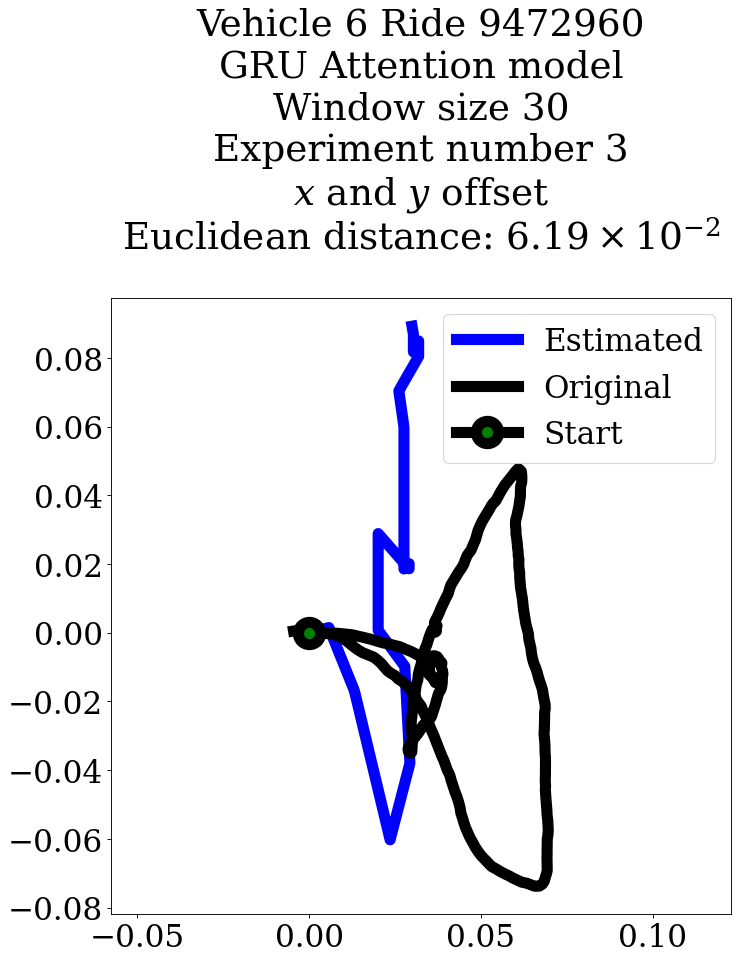 Vehicle 6 Ride 9472960
GRU Attention model
Window size 30
Experiment number 3
x and y offset
Euclidean distance: 6.19 × 10⁻²
Estimated
Original
Start
0.08
0.06
0.04
0.02
0.00
−0.02
−0.04
−0.06
−0.08
−0.05 0.00 0.05 0.10